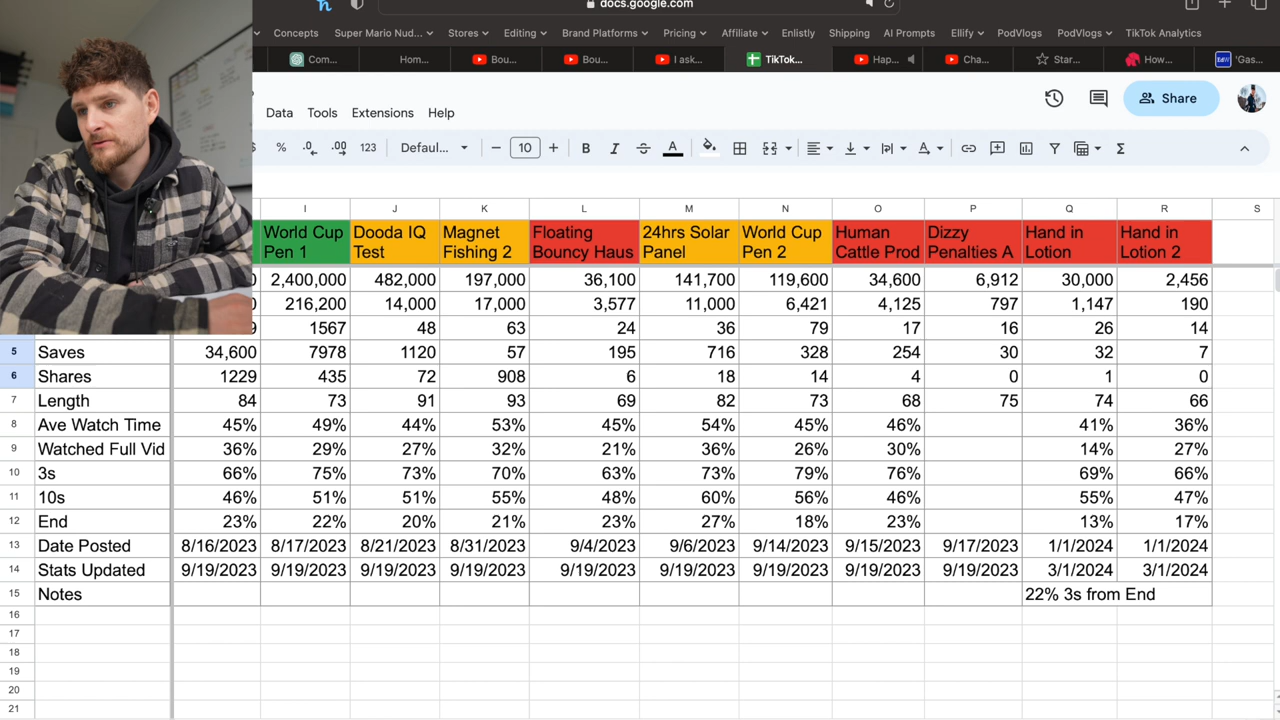 docs.google.com
Concepts Super Mario Nud... Stores Editing Brand Platforms Pricing Affiliate Enlistly Shipping AI Prompts Ellify PodVlogs PodVlogs TikTok Analytics
Com... Hom... Bou... Bou... I ask... TikTok... Hap... Cha... Star... How... 'Gas...
Data Tools Extensions Help Share
% .0 .00 123 Defaul... 10 B I A
I J K L M N O P Q R S
World Cup Dooda IQ Magnet Floating 24hrs Solar World Cup Human Dizzy Hand in Hand in
Pen 1 Test Fishing 2 Bouncy Haus Panel Pen 2 Cattle Prod Penalties A Lotion Lotion 2
2,400,000 482,000 197,000 36,100 141,700 119,600 34,600 6,912 30,000 2,456
216,200 14,000 17,000 3,577 11,000 6,421 4,125 797 1,147 190
1567 48 63 24 36 79 17 16 26 14
5 Saves 34,600 7978 1120 57 195 716 328 254 30 32 7
6 Shares 1229 435 72 908 6 18 14 4 0 1 0
7 Length 84 73 91 93 69 82 73 68 75 74 66
8 Ave Watch Time 45% 49% 44% 53% 45% 54% 45% 46% 41% 36%
9 Watched Full Vid 36% 29% 27% 32% 21% 36% 26% 30% 14% 27%
10 3s 66% 75% 73% 70% 63% 73% 79% 76% 69% 66%
11 10s 46% 51% 51% 55% 48% 60% 56% 46% 55% 47%
12 End 23% 22% 20% 21% 23% 27% 18% 23% 13% 17%
13 Date Posted 8/16/2023 8/17/2023 8/21/2023 8/31/2023 9/4/2023 9/6/2023 9/14/2023 9/15/2023 9/17/2023 1/1/2024 1/1/2024
14 Stats Updated 9/19/2023 9/19/2023 9/19/2023 9/19/2023 9/19/2023 9/19/2023 9/19/2023 9/19/2023 9/19/2023 3/1/2024 3/1/2024
15 Notes 22% 3s from End
16
17
18
19
20
21